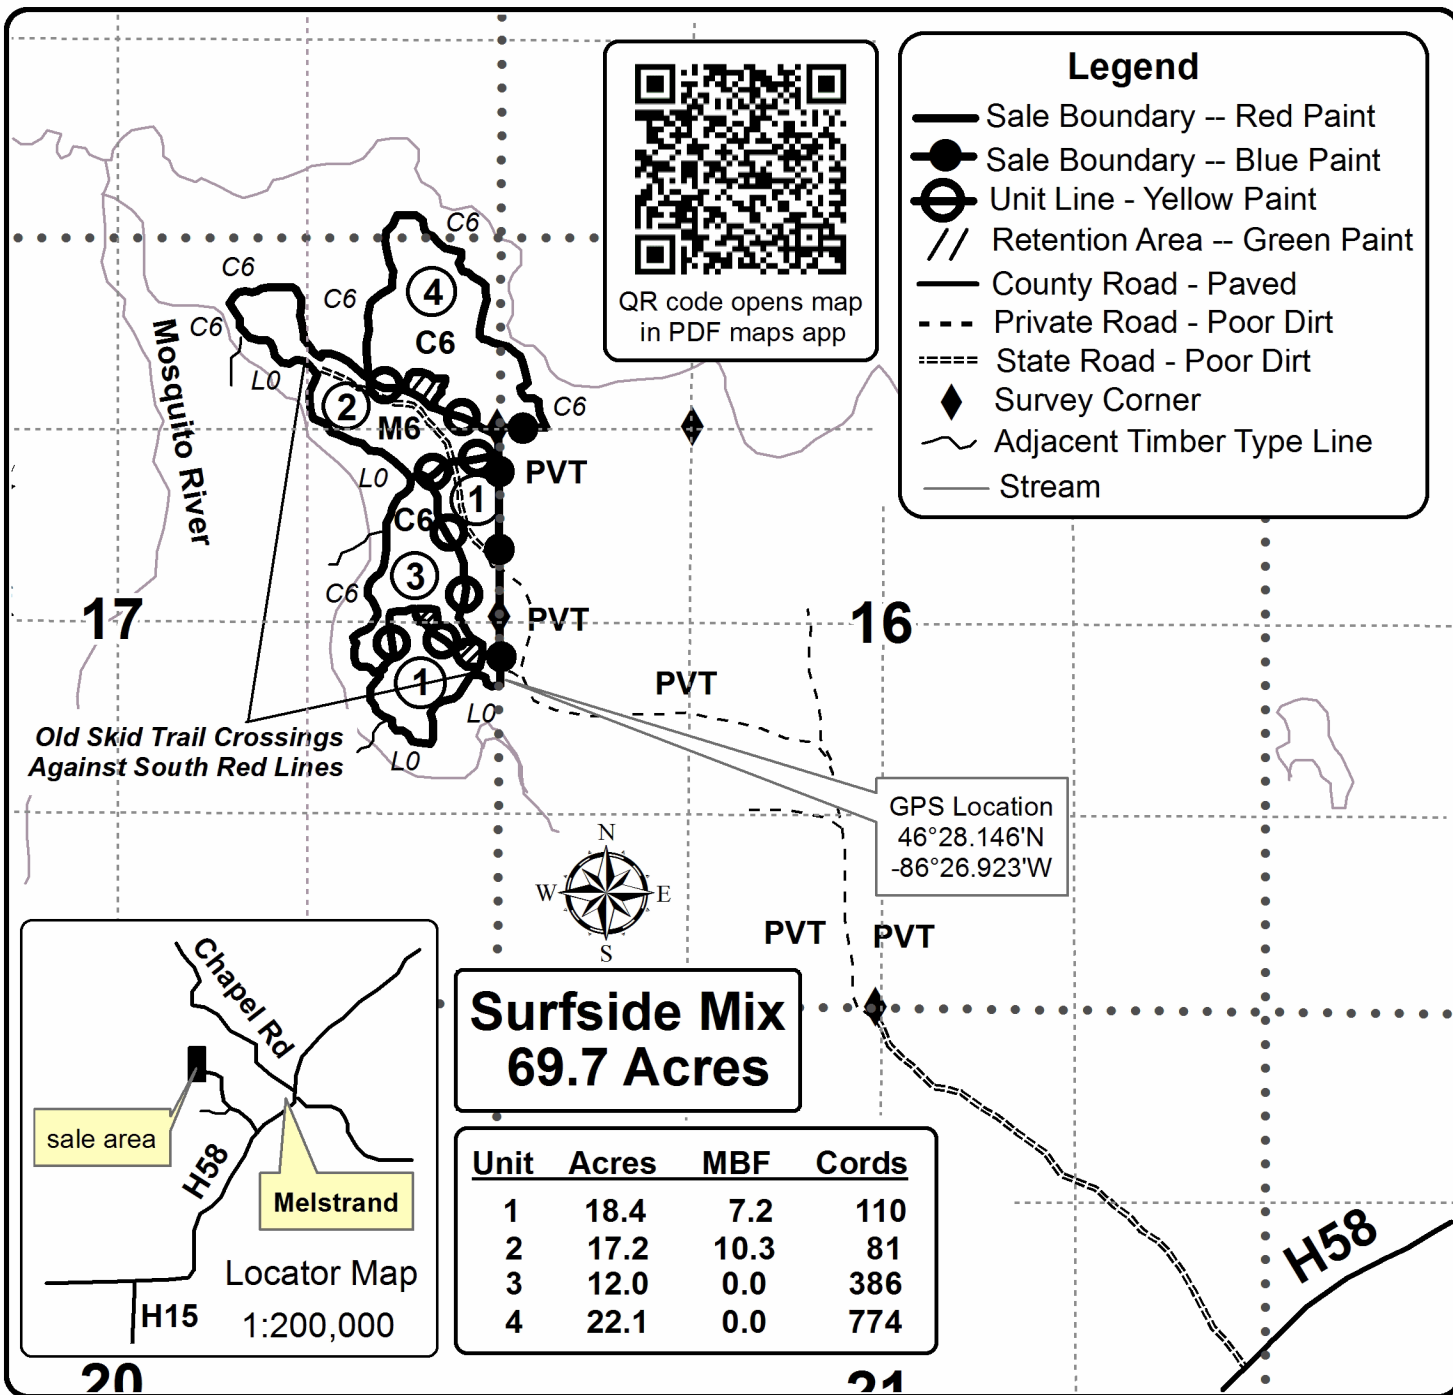 Legend
Sale Boundary -- Red Paint
Sale Boundary -- Blue Paint
Unit Line - Yellow Paint
Retention Area -- Green Paint
County Road - Paved
Private Road - Poor Dirt
State Road - Poor Dirt
Survey Corner
Adjacent Timber Type Line
Stream
QR code opens map
in PDF maps app
C6
C6
C6
4
C6
C6
L0
2
M6
C6
Mosquito River
L0
PVT
1
C6
3
C6
17
PVT
16
1
PVT
L0
Old Skid Trail Crossings
Against South Red Lines
L0
GPS Location
46°28.146'N
-86°26.923'W
N
W
E
S
PVT
PVT
Chapel Rd
sale area
H58
Melstrand
Locator Map
1:200,000
H15
Surfside Mix
69.7 Acres
Unit Acres MBF Cords
1 18.4 7.2 110
2 17.2 10.3 81
3 12.0 0.0 386
4 22.1 0.0 774
H58
20
21